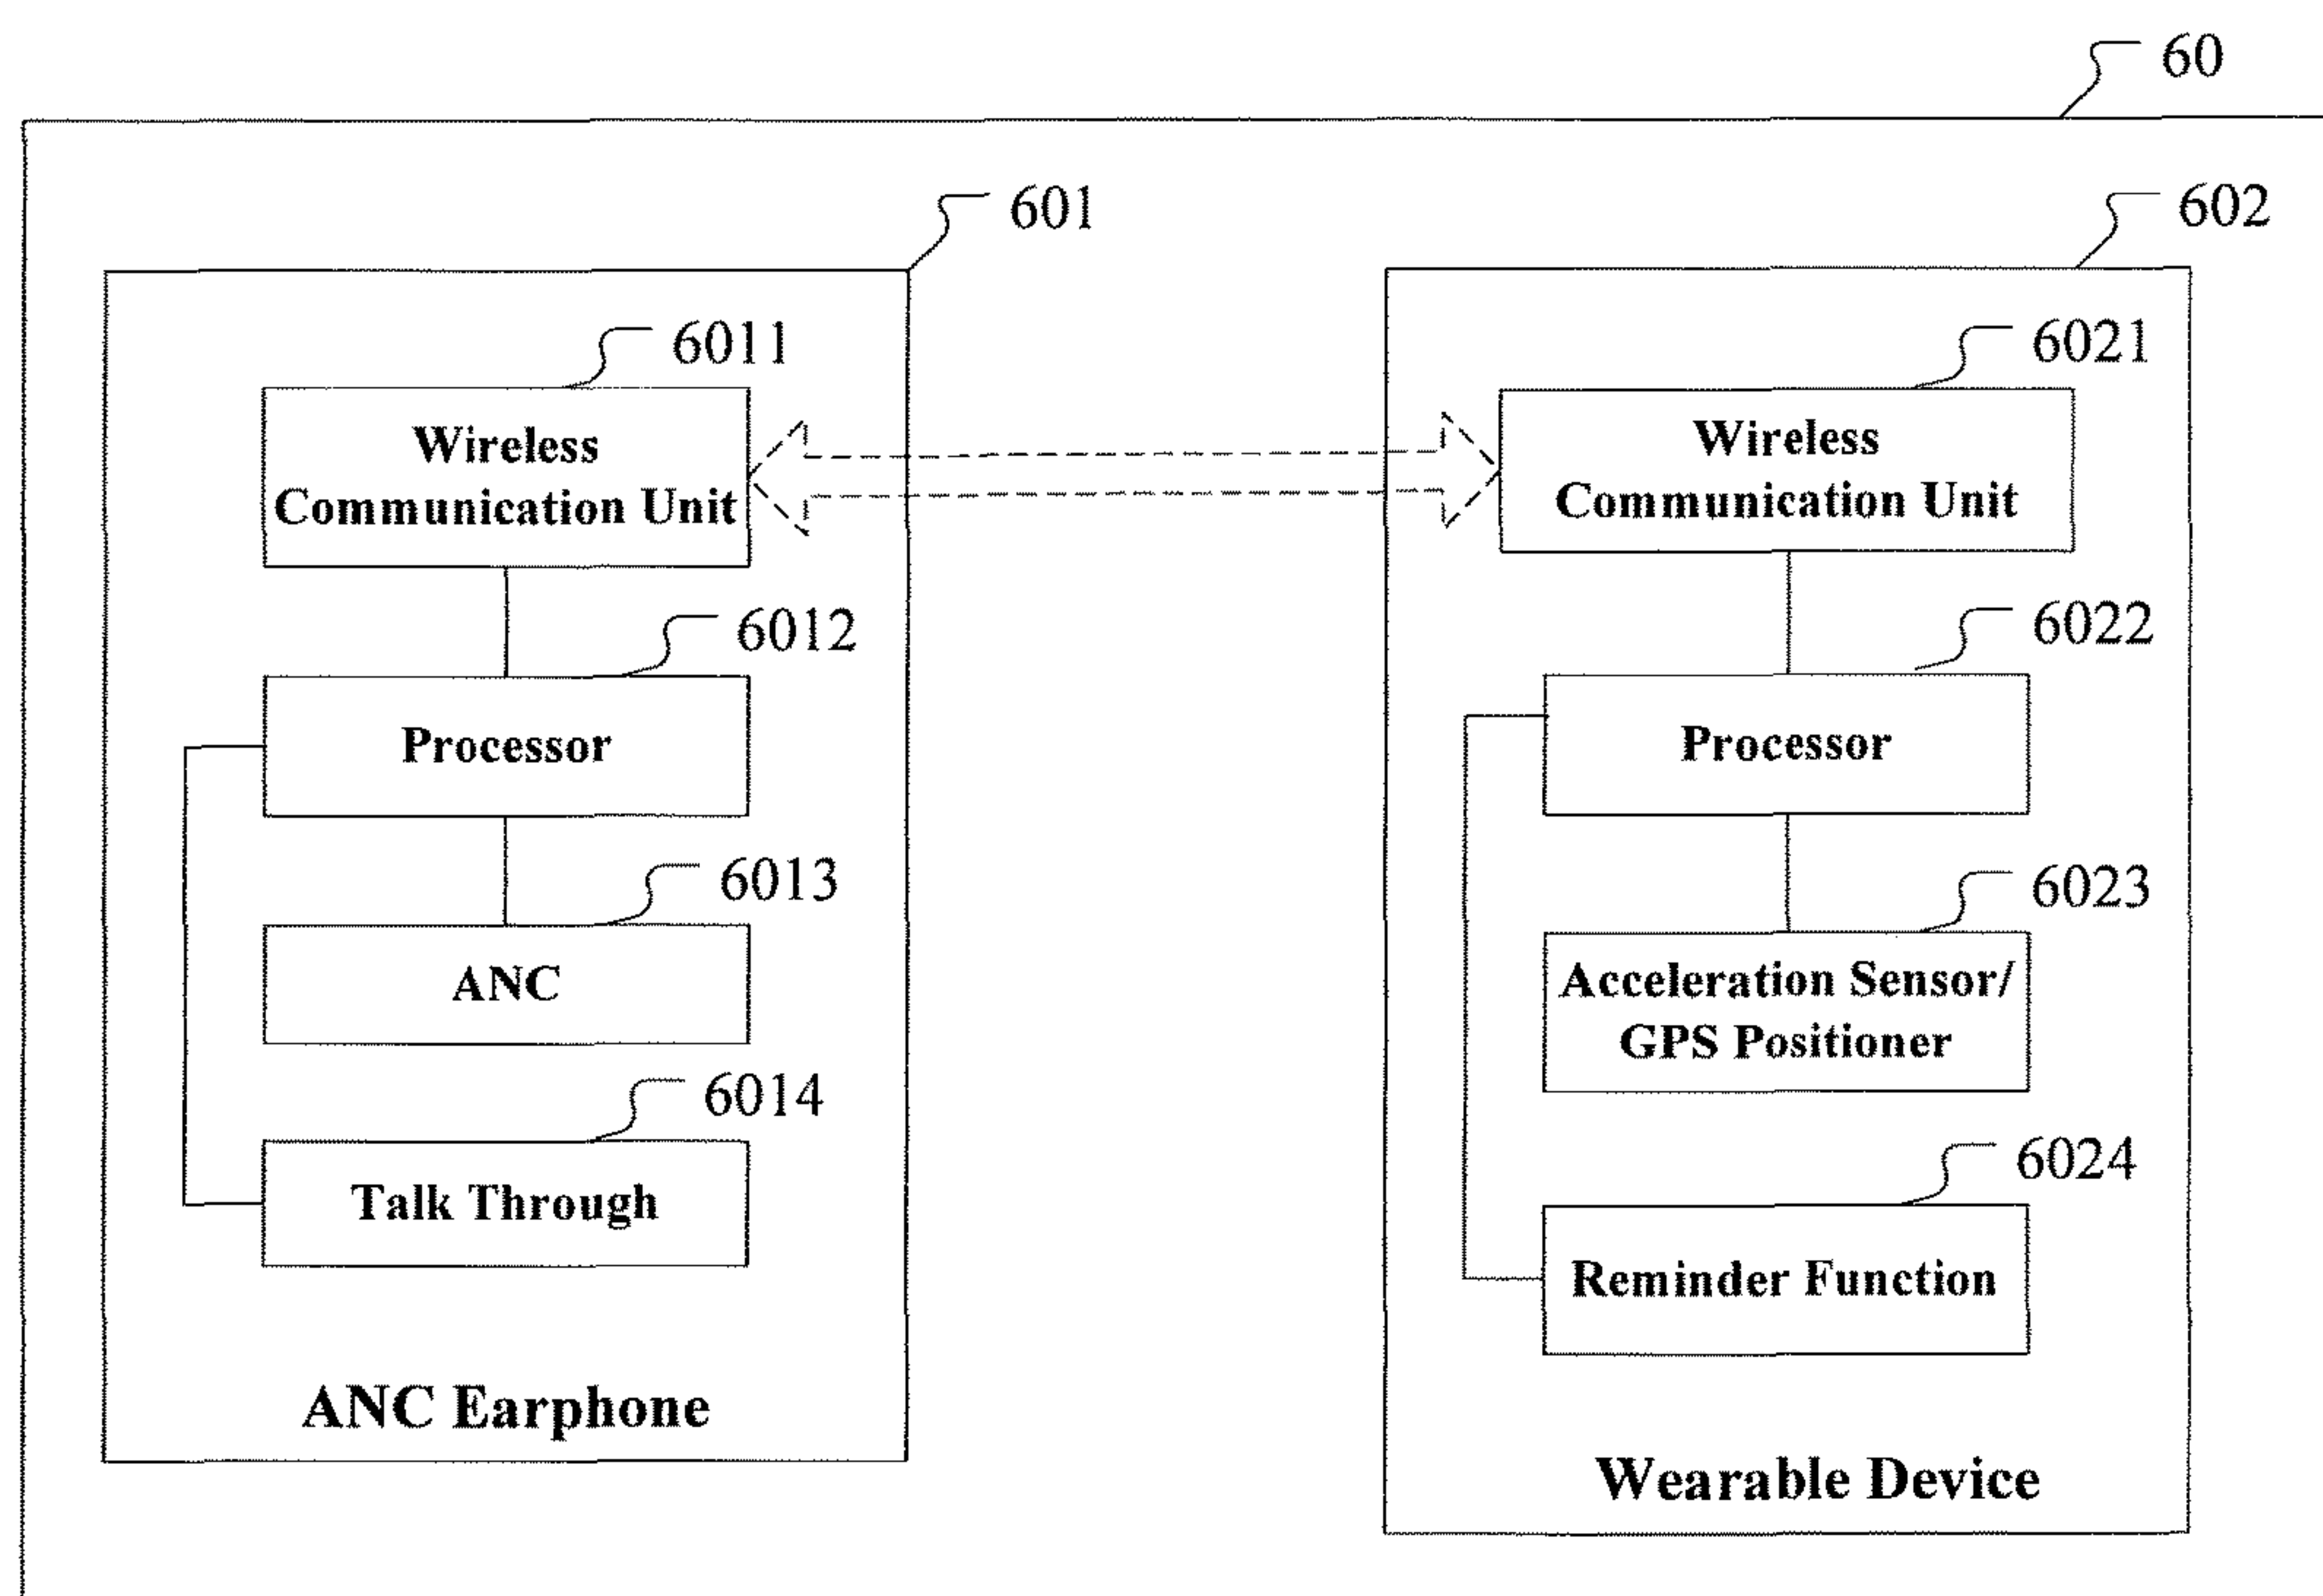 60
601
602
6011
Wireless
Communication Unit
6012
Processor
6013
ANC
6014
Talk Through
ANC Earphone
6021
Wireless
Communication Unit
6022
Processor
6023
Acceleration Sensor/
GPS Positioner
6024
Reminder Function
Wearable Device